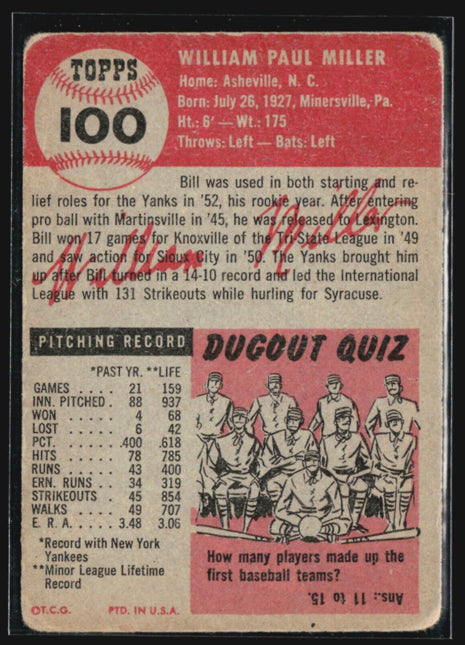 TOPPS
100
WILLIAM PAUL MILLER
Home: Asheville, N. C.
Born: July 26, 1927, Minersville, Pa.
Ht.: 6' — Wt.: 175
Throws: Left — Bats: Left
Bill was used in both starting and re-
lief roles for the Yanks in '52, his rookie year. After entering
pro ball with Martinsville in '45, he was released to Lexington.
Bill won 17 games for Knoxville of the Tri-State League in '49
and saw action for Sioux City in '50. The Yanks brought him
up after Bill turned in a 14-10 record and led the International
League with 131 Strikeouts while hurling for Syracuse.
William Miller
PITCHING RECORD
*PAST YR. **LIFE
GAMES . . . . 21 159
INN. PITCHED . 88 937
WON . . . . . 4 68
LOST . . . . . 6 42
PCT. . . . . .400 .618
HITS . . . . . 78 785
RUNS . . . . 43 400
ERN. RUNS . . 34 319
STRIKEOUTS . . 45 854
WALKS . . . . 49 707
E. R. A. . . . . 3.48 3.06
*Record with New York
Yankees
**Minor League Lifetime
Record
©T.C.G. PTD. IN U.S.A.
DUGOUT QUIZ
How many players made up the
first baseball teams?
Ans.: 11 to
15.